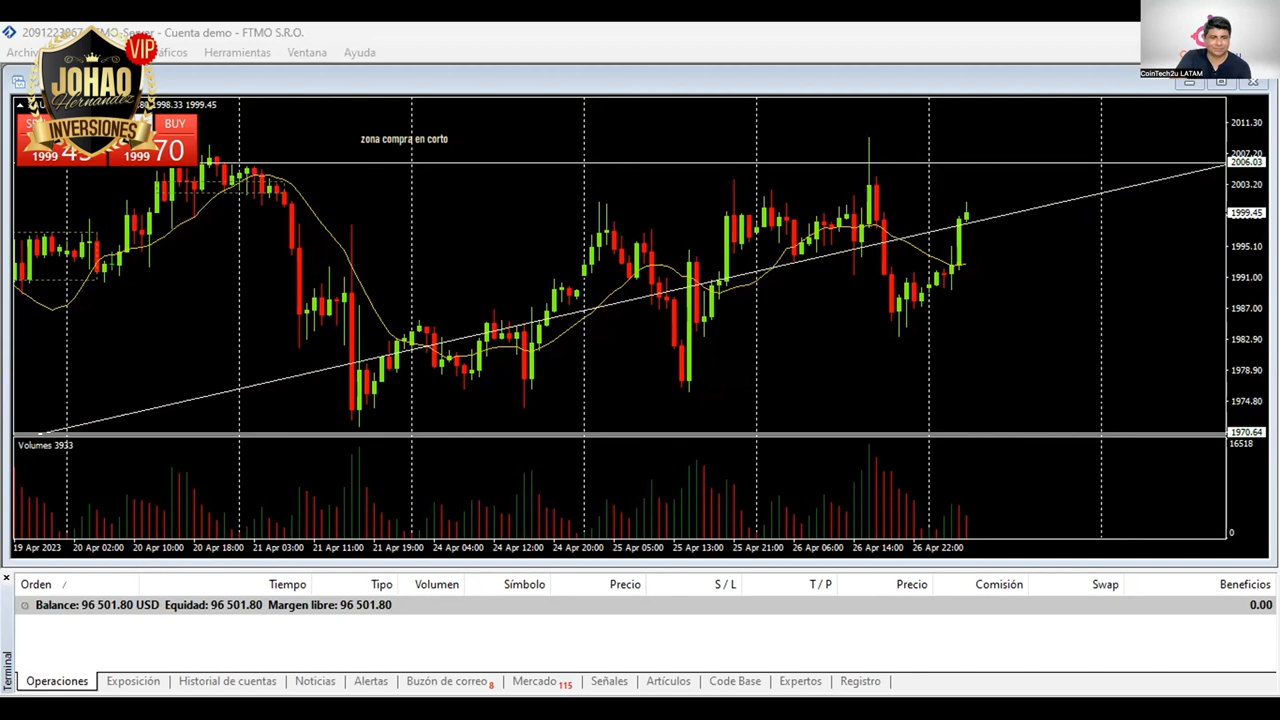 - Cuenta demo - FTMO S.R.O.
Herramientas Ventana Ayuda
VIP
JOHAO
Hernandez
INVERSIONES
CoinTech2u LATAM
1998.33 1999.45
BUY
1999
1999 70
zona compra en corto
2011.30
2007.20
2006.03
2003.20
1999.45
1995.10
1991.00
1987.00
1982.90
1978.90
1974.80
1970.64
Volumes 3933
16518
0
19 Apr 2023 20 Apr 02:00 20 Apr 10:00 20 Apr 18:00 21 Apr 03:00 21 Apr 11:00 21 Apr 19:00 24 Apr 04:00 24 Apr 12:00 24 Apr 20:00 25 Apr 05:00 25 Apr 13:00 25 Apr 21:00 26 Apr 06:00 26 Apr 14:00 26 Apr 22:00
Orden / Tiempo Tipo Volumen Símbolo Precio S / L T / P Precio Comisión Swap Beneficios
Balance: 96 501.80 USD Equidad: 96 501.80 Margen libre: 96 501.80 0.00
Terminal
Operaciones Exposición Historial de cuentas Noticias Alertas Buzón de correo 8 Mercado 115 Señales Artículos Code Base Expertos Registro